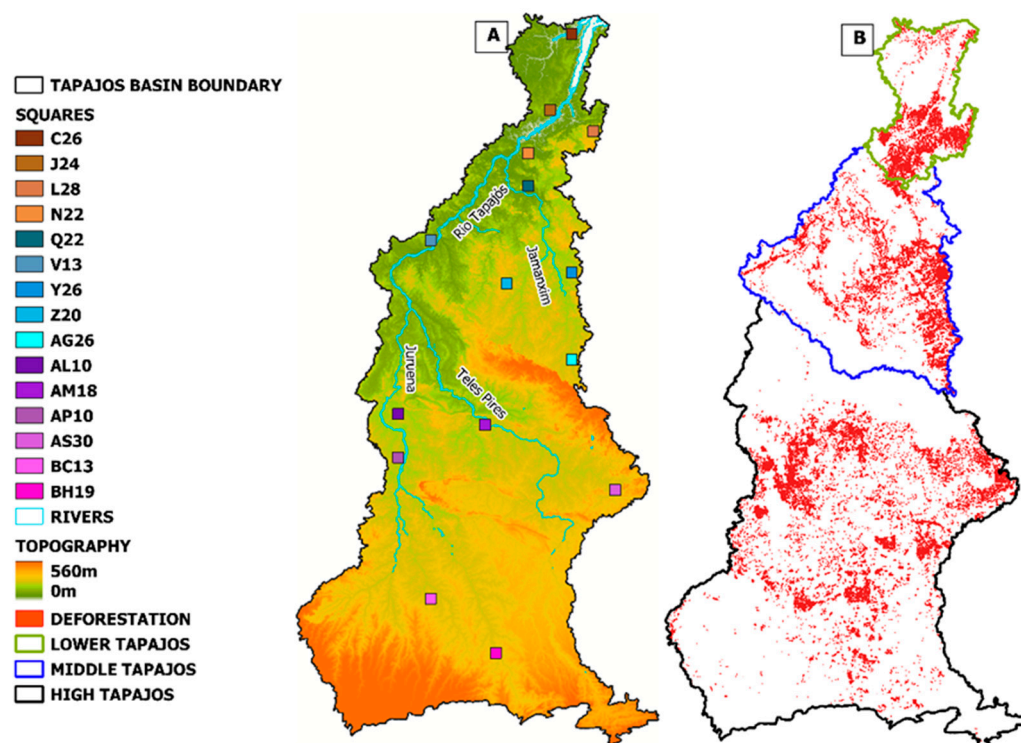 TAPAJOS BASIN BOUNDARY
SQUARES
C26
J24
L28
N22
Q22
V13
Y26
Z20
AG26
AL10
AM18
AP10
AS30
BC13
BH19
RIVERS
TOPOGRAPHY
560m
0m
DEFORESTATION
LOWER TAPAJOS
MIDDLE TAPAJOS
HIGH TAPAJOS
A
Rio Tapajós
Jamanxim
Juruena
Teles Pires
B